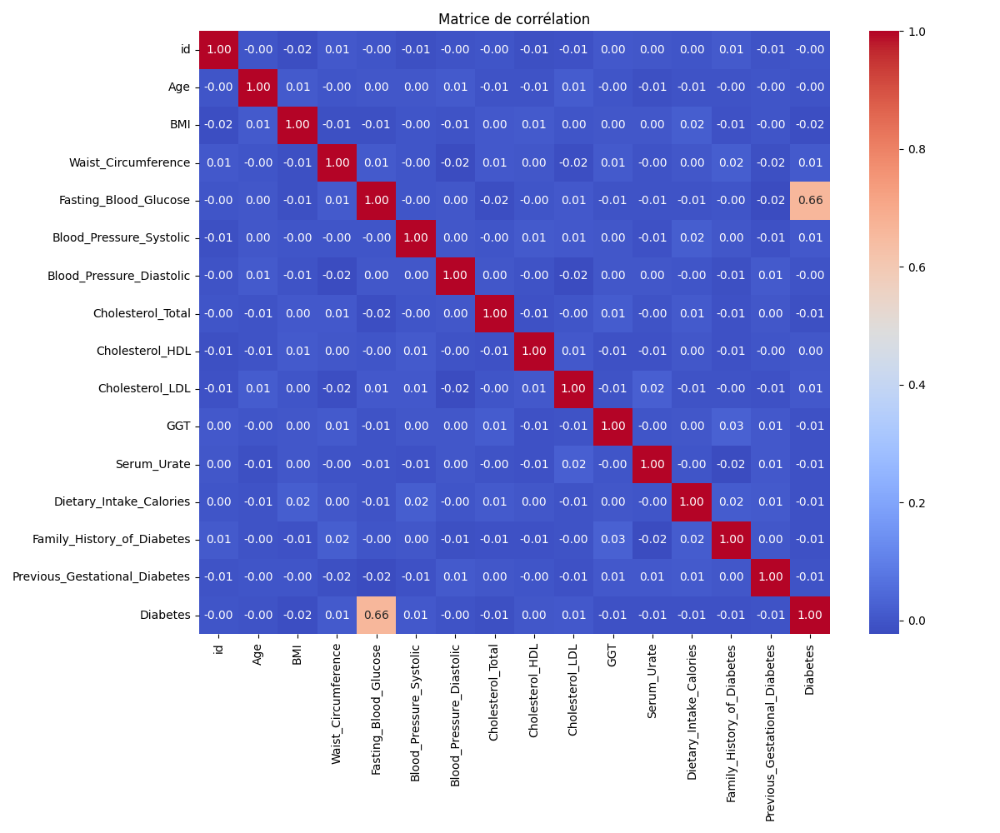 Matrice de corrélation
id 1.00 -0.00 -0.02 0.01 -0.00 -0.01 -0.00 -0.00 -0.01 -0.01 0.00 0.00 0.00 0.01 -0.01 -0.00
Age -0.00 1.00 0.01 -0.00 0.00 0.00 0.01 -0.01 -0.01 0.01 -0.00 -0.01 -0.01 -0.00 -0.00 -0.00
BMI -0.02 0.01 1.00 -0.01 -0.01 -0.00 -0.01 0.00 0.01 0.00 0.00 0.00 0.02 -0.01 -0.00 -0.02
Waist_Circumference 0.01 -0.00 -0.01 1.00 0.01 -0.00 -0.02 0.01 0.00 -0.02 0.01 -0.00 0.00 0.02 -0.02 0.01
Fasting_Blood_Glucose -0.00 0.00 -0.01 0.01 1.00 -0.00 0.00 -0.02 -0.00 0.01 -0.01 -0.01 -0.01 -0.00 -0.02 0.66
Blood_Pressure_Systolic -0.01 0.00 -0.00 -0.00 -0.00 1.00 0.00 -0.00 0.01 0.01 0.00 -0.01 0.02 0.00 -0.01 0.01
Blood_Pressure_Diastolic -0.00 0.01 -0.01 -0.02 0.00 0.00 1.00 0.00 -0.00 -0.02 0.00 0.00 -0.00 -0.01 0.01 -0.00
Cholesterol_Total -0.00 -0.01 0.00 0.01 -0.02 -0.00 0.00 1.00 -0.01 -0.00 0.01 -0.00 0.01 -0.01 0.00 -0.01
Cholesterol_HDL -0.01 -0.01 0.01 0.00 -0.00 0.01 -0.00 -0.01 1.00 0.01 -0.01 -0.01 0.00 -0.01 -0.00 0.00
Cholesterol_LDL -0.01 0.01 0.00 -0.02 0.01 0.01 -0.02 -0.00 0.01 1.00 -0.01 0.02 -0.01 -0.00 -0.01 0.01
GGT 0.00 -0.00 0.00 0.01 -0.01 0.00 0.00 0.01 -0.01 -0.01 1.00 -0.00 0.00 0.03 0.01 -0.01
Serum_Urate 0.00 -0.01 0.00 -0.00 -0.01 -0.01 0.00 -0.00 -0.01 0.02 -0.00 1.00 -0.00 -0.02 0.01 -0.01
Dietary_Intake_Calories 0.00 -0.01 0.02 0.00 -0.01 0.02 -0.00 0.01 0.00 -0.01 0.00 -0.00 1.00 0.02 0.01 -0.01
Family_History_of_Diabetes 0.01 -0.00 -0.01 0.02 -0.00 0.00 -0.01 -0.01 -0.01 -0.00 0.03 -0.02 0.02 1.00 0.00 -0.01
Previous_Gestational_Diabetes -0.01 -0.00 -0.00 -0.02 -0.02 -0.01 0.01 0.00 -0.00 -0.01 0.01 0.01 0.01 0.00 1.00 -0.01
Diabetes -0.00 -0.00 -0.02 0.01 0.66 0.01 -0.00 -0.01 0.00 0.01 -0.01 -0.01 -0.01 -0.01 -0.01 1.00
id
Age
BMI
Waist_Circumference
Fasting_Blood_Glucose
Blood_Pressure_Systolic
Blood_Pressure_Diastolic
Cholesterol_Total
Cholesterol_HDL
Cholesterol_LDL
GGT
Serum_Urate
Dietary_Intake_Calories
Family_History_of_Diabetes
Previous_Gestational_Diabetes
Diabetes
1.0
0.8
0.6
0.4
0.2
0.0